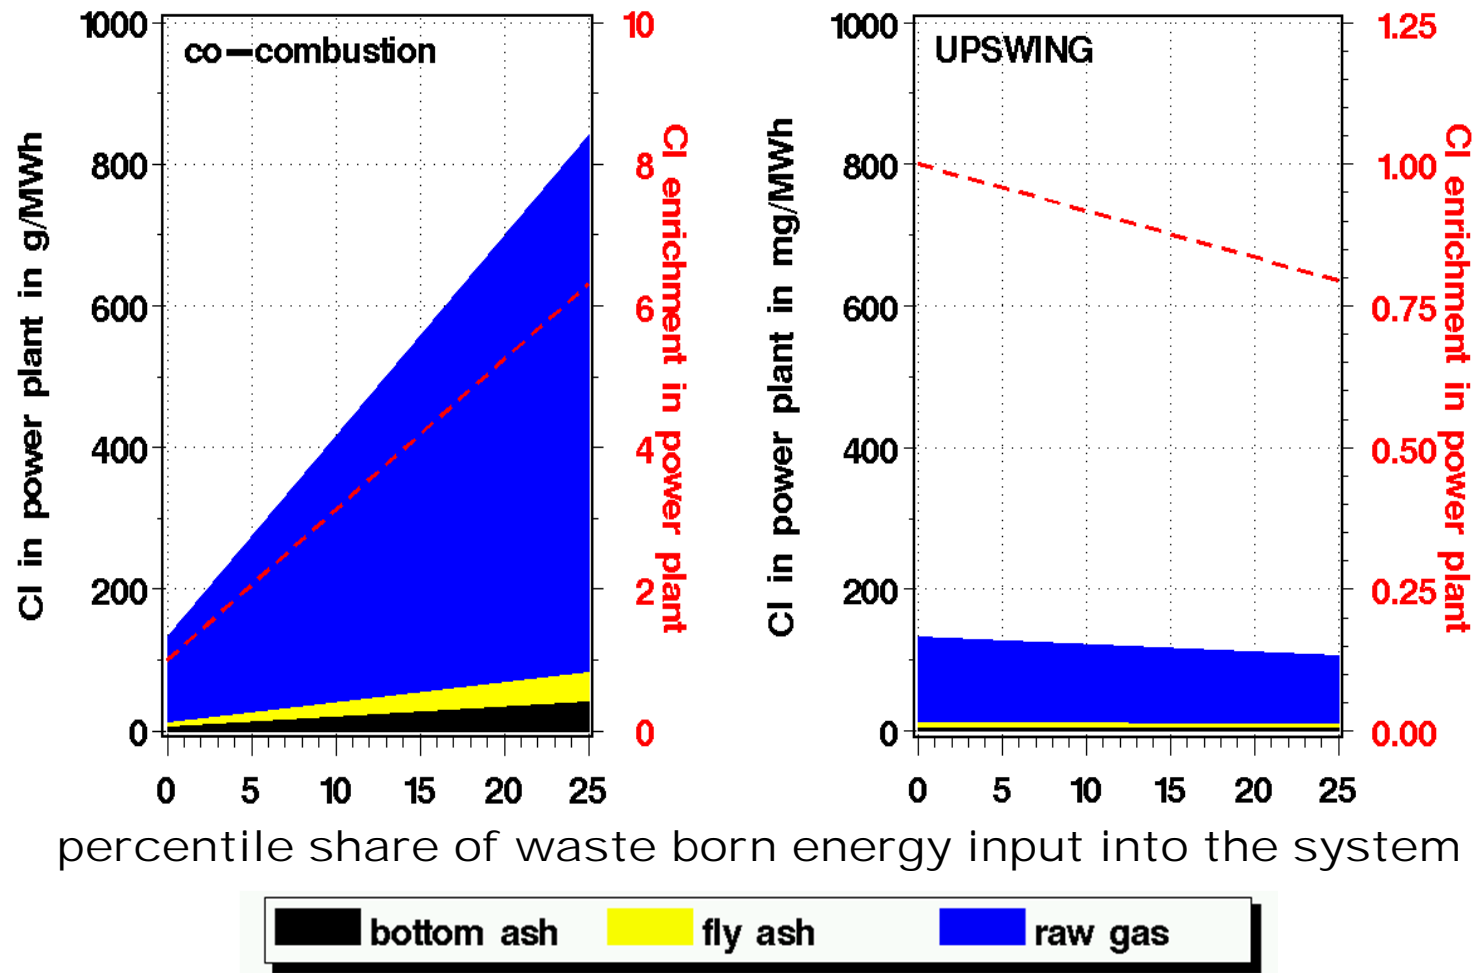 co-combustion
Cl in power plant in g/MWh
1000
800
600
400
200
0
10
8
6
4
2
0
Cl enrichment in power plant
0 5 10 15 20 25
UPSWING
Cl in power plant in mg/MWh
1000
800
600
400
200
0
1.25
1.00
0.75
0.50
0.25
0.00
Cl enrichment in power plant
0 5 10 15 20 25
percentile share of waste born energy input into the system
bottom ash fly ash raw gas